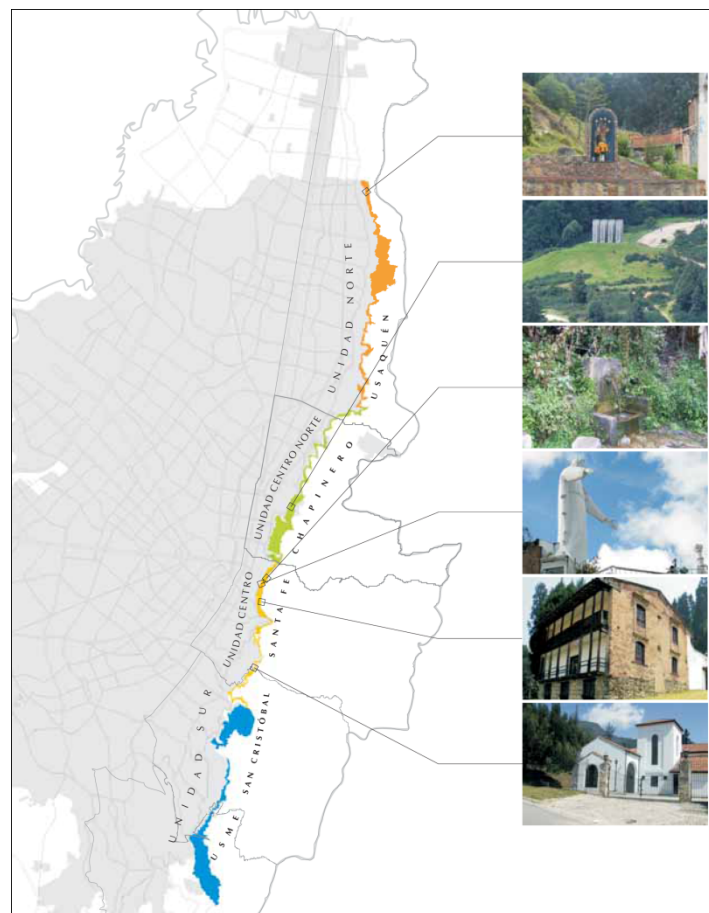 UNIDAD NORTE
USAQUÉN
UNIDAD CENTRO NORTE
CHAPINERO
UNIDAD CENTRO
SANTA FE
UNIDAD SUR
SAN CRISTÓBAL
USME